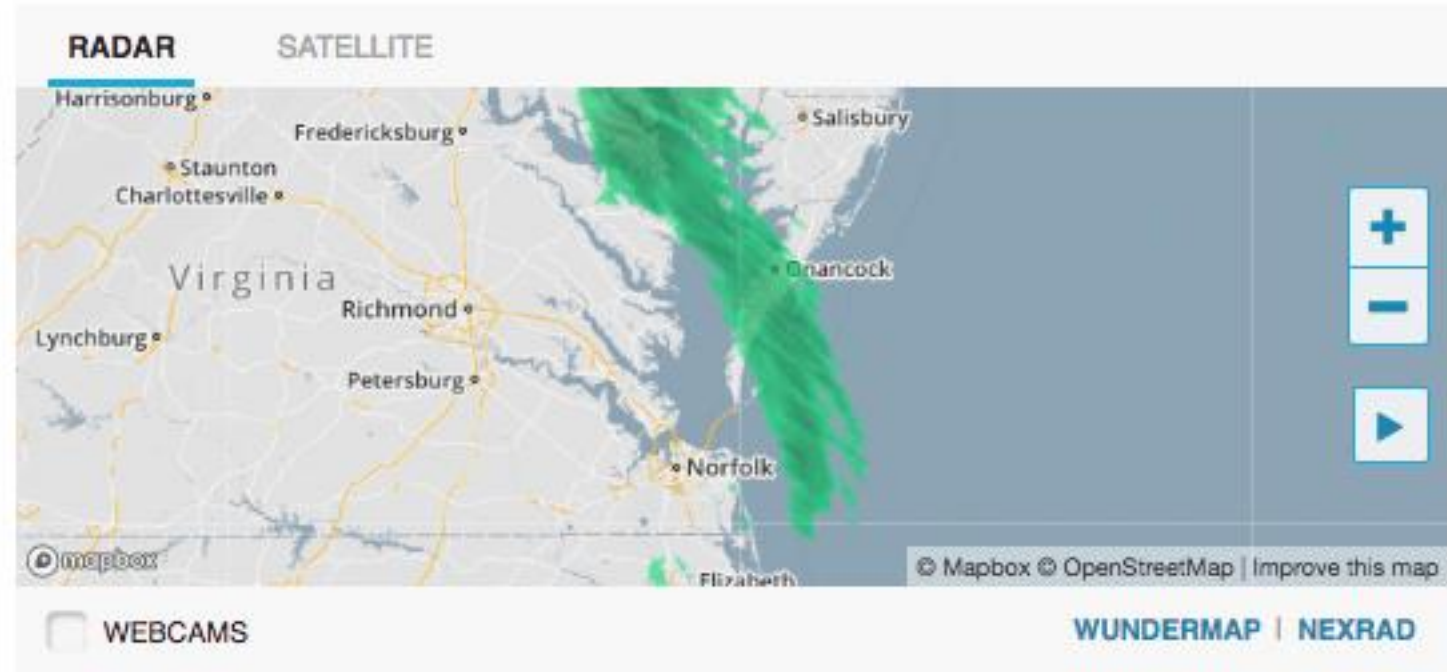 RADAR SATELLITE
Harrisonburg
Salisbury
Fredericksburg
Staunton
Charlottesville
Onancock
Virginia
Richmond
Lynchburg
Petersburg
Norfolk
mapbox
Elizabeth
© Mapbox © OpenStreetMap | Improve this map
WEBCAMS
WUNDERMAP | NEXRAD